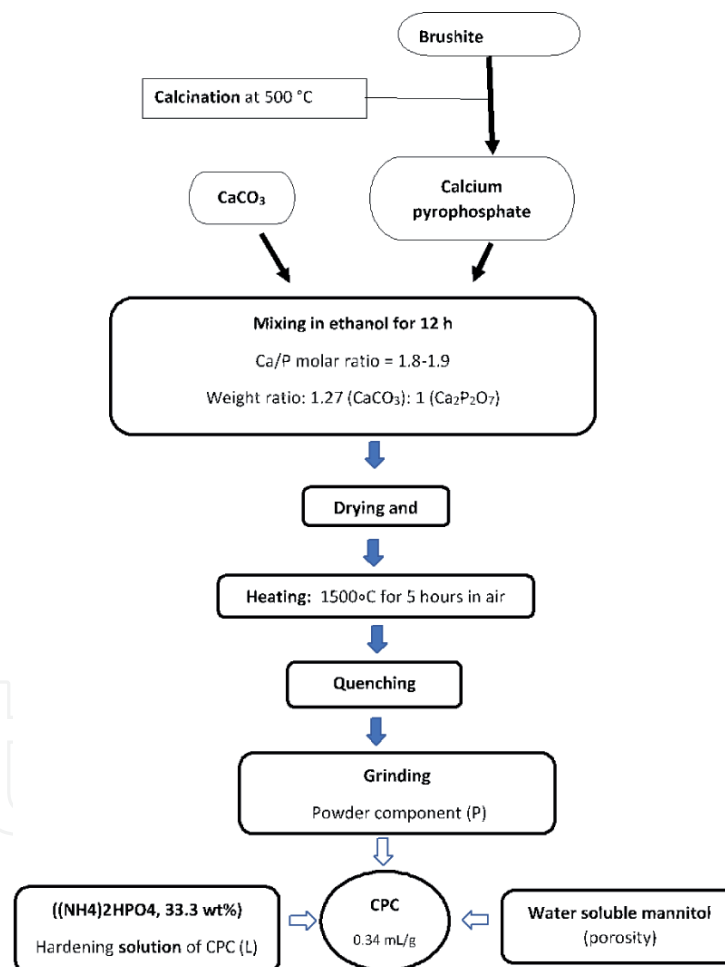 Brushite
Calcination at 500 °C
CaCO₃
Calcium
pyrophosphate
Mixing in ethanol for 12 h
Ca/P molar ratio = 1.8-1.9
Weight ratio: 1.27 (CaCO₃): 1 (Ca₂P₂O₇)
Drying and
Heating: 1500∘C for 5 hours in air
Quenching
Grinding
Powder component (P)
((NH4)2HPO4, 33.3 wt%)
Hardening solution of CPC (L)
CPC
0.34 mL/g
Water soluble mannitol
(porosity)